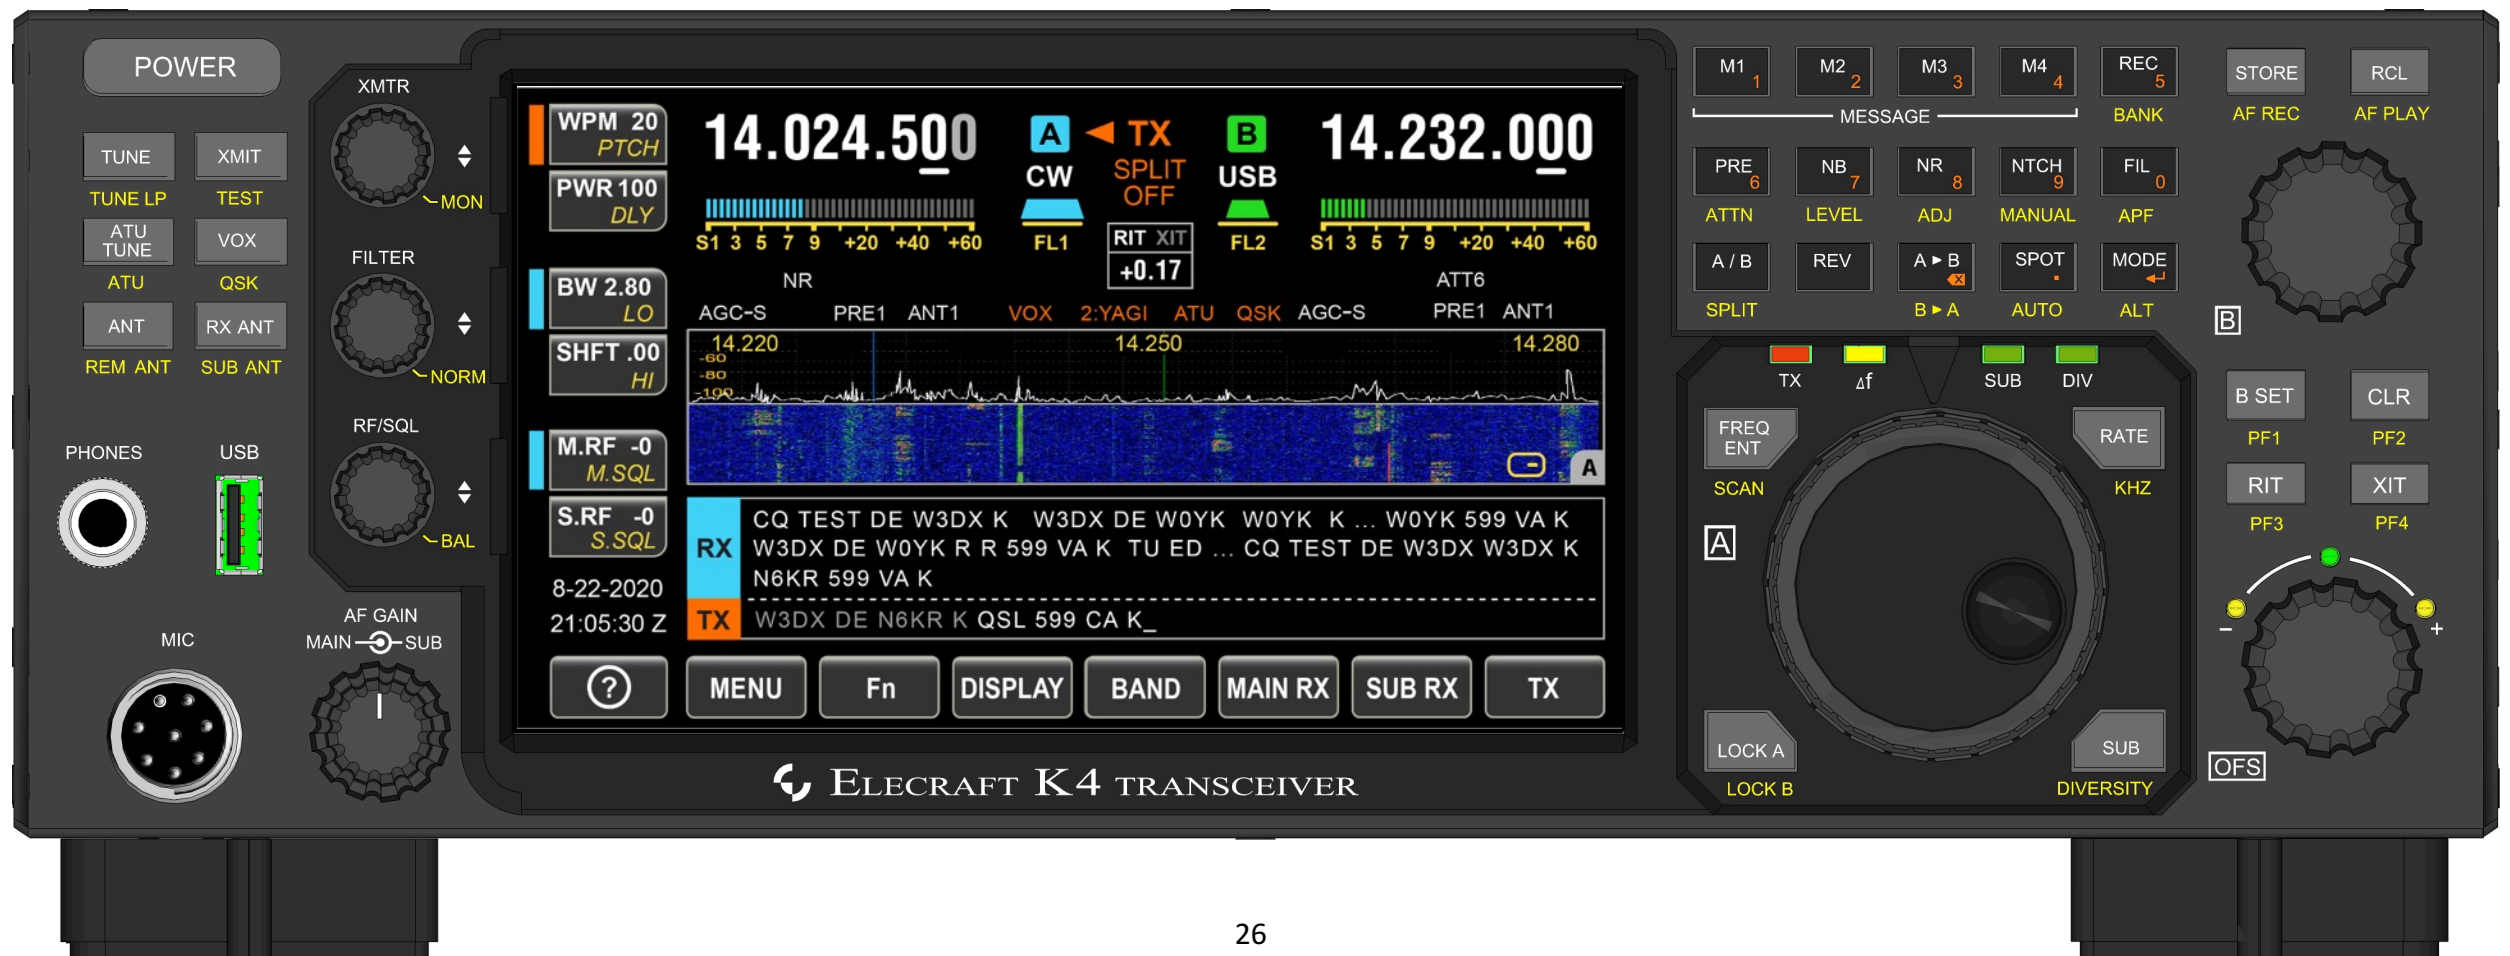 POWER
TUNE XMIT
TUNE LP TEST
ATU TUNE VOX
ATU QSK
ANT RX ANT
REM ANT SUB ANT
PHONES USB
MIC
XMTR
MON
FILTER
NORM
RF/SQL
BAL
AF GAIN
MAIN SUB
WPM 20
PTCH
PWR 100
DLY
BW 2.80
LO
SHFT .00
HI
M.RF -0
M.SQL
S.RF -0
S.SQL
8-22-2020
21:05:30 Z
14.024.500 A ◀ TX B 14.232.000
CW SPLIT OFF USB
S1 3 5 7 9 +20 +40 +60 FL1 RIT XIT FL2 S1 3 5 7 9 +20 +40 +60
+0.17
NR ATT6
AGC-S PRE1 ANT1 VOX 2:YAGI ATU QSK AGC-S PRE1 ANT1
14.220 14.250 14.280
-60
-80
-100
A
RX
CQ TEST DE W3DX K W3DX DE W0YK W0YK K ... W0YK 599 VA K
W3DX DE W0YK R R 599 VA K TU ED ... CQ TEST DE W3DX W3DX K
N6KR 599 VA K
TX W3DX DE N6KR K QSL 599 CA K_
? MENU Fn DISPLAY BAND MAIN RX SUB RX TX
ELECRAFT K4 TRANSCEIVER
M1 1 M2 2 M3 3 M4 4 REC 5
MESSAGE BANK
PRE 6 NB 7 NR 8 NTCH 9 FIL 0
ATTN LEVEL ADJ MANUAL APF
A / B REV A ▶ B SPOT . MODE
SPLIT B ▶ A AUTO ALT
STORE RCL
AF REC AF PLAY
B
TX Δf SUB DIV
FREQ ENT RATE
SCAN KHZ
A
LOCK A SUB
LOCK B DIVERSITY
B SET CLR
PF1 PF2
RIT XIT
PF3 PF4
− +
OFS
26